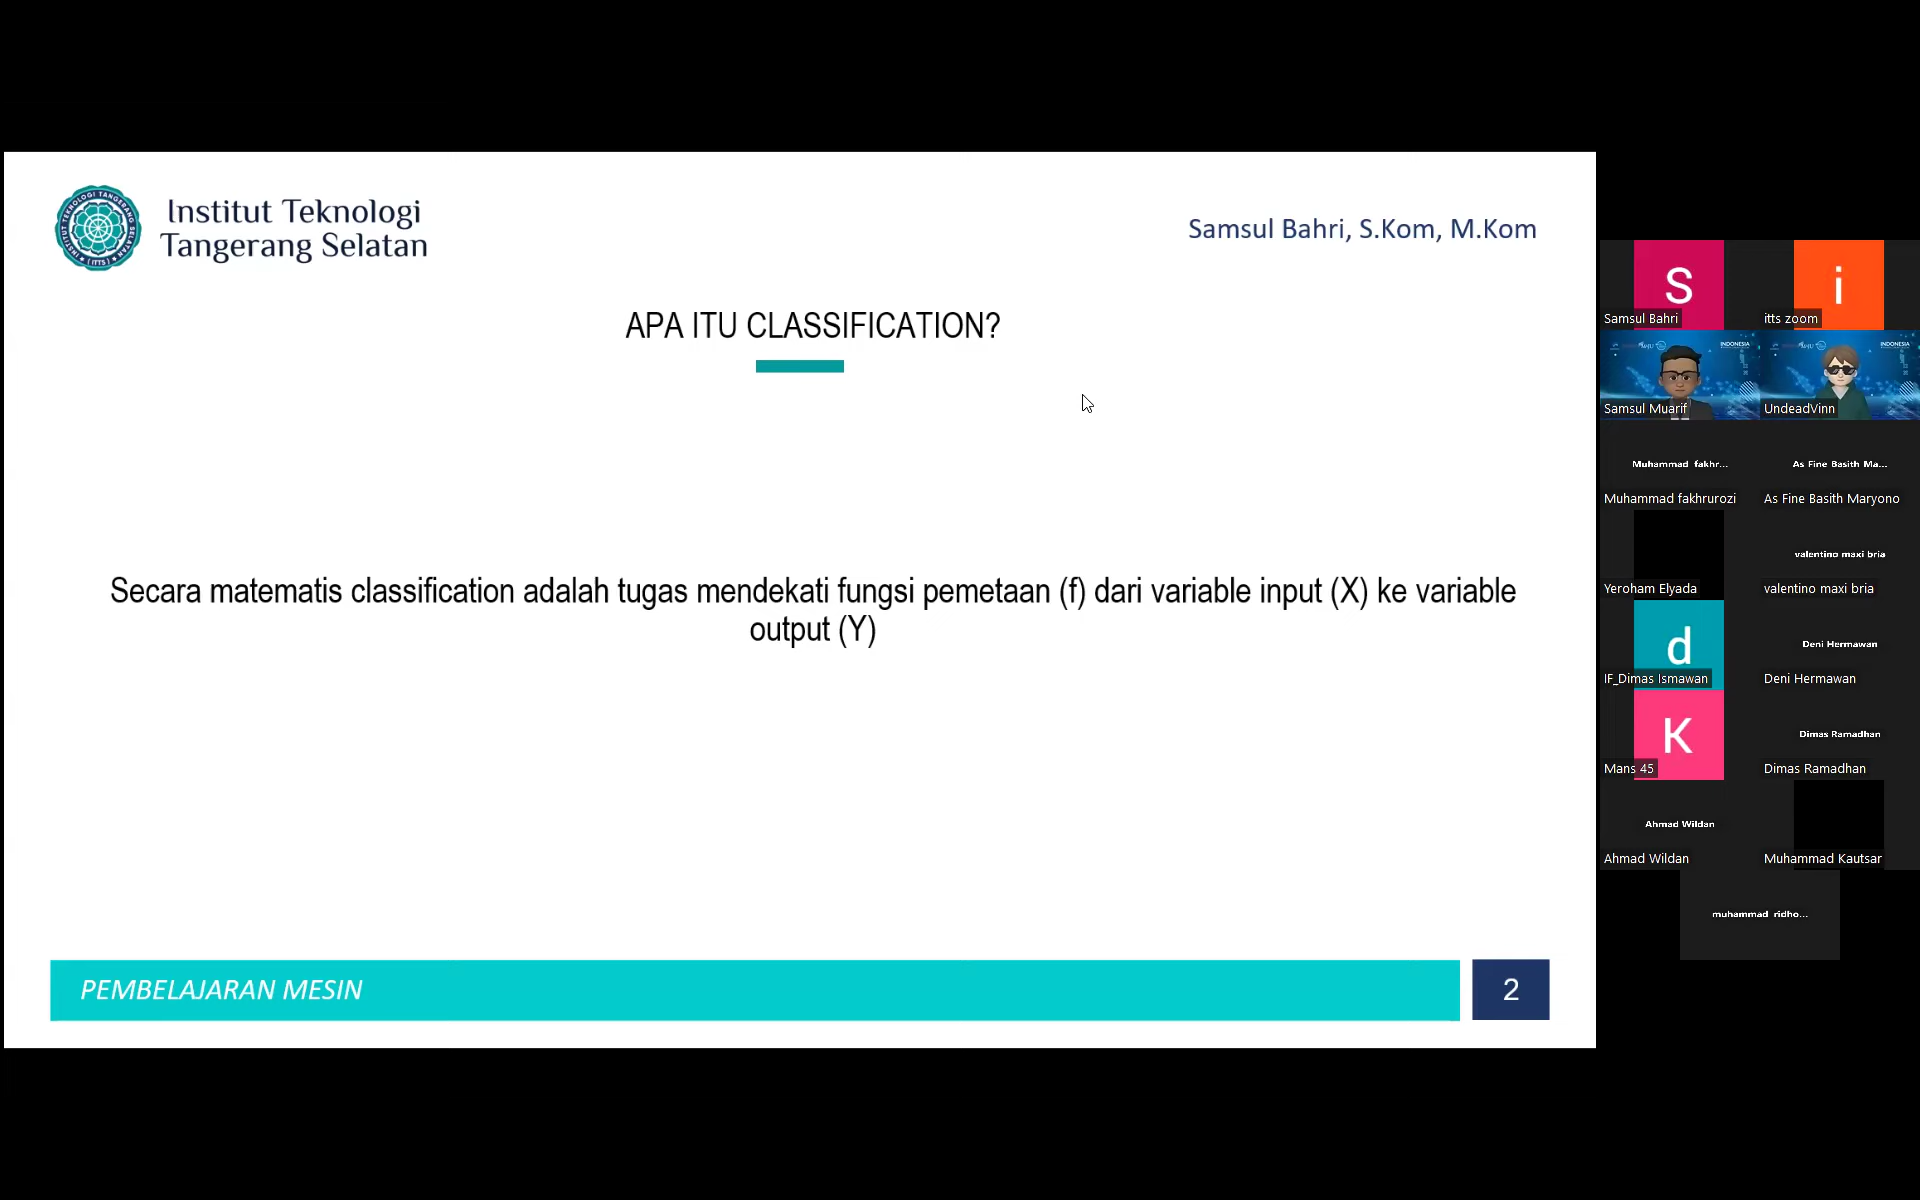 Institut Teknologi
Tangerang Selatan
Samsul Bahri, S.Kom, M.Kom
APA ITU CLASSIFICATION?
Secara matematis classification adalah tugas mendekati fungsi pemetaan (f) dari variable input (X) ke variable
output (Y)
PEMBELAJARAN MESIN
2
S
Samsul Bahri
i
itts zoom
INDONESIA
Samsul Muarif
INDONESIA
UndeadVinn
Muhammad fakhr...
Muhammad fakhrurozi
As Fine Basith Ma...
As Fine Basith Maryono
Yeroham Elyada
valentino maxi bria
valentino maxi bria
d
IF_Dimas Ismawan
Deni Hermawan
Deni Hermawan
K
Mans 45
Dimas Ramadhan
Dimas Ramadhan
Ahmad Wildan
Ahmad Wildan
Muhammad Kautsar
muhammad ridho...